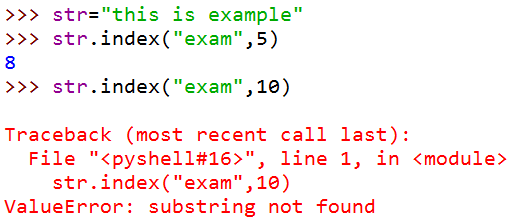 >>> str="this is example"
>>> str.index("exam",5)
8
>>> str.index("exam",10)
Traceback (most recent call last):
  File "<pyshell#16>", line 1, in <module>
    str.index("exam",10)
ValueError: substring not found